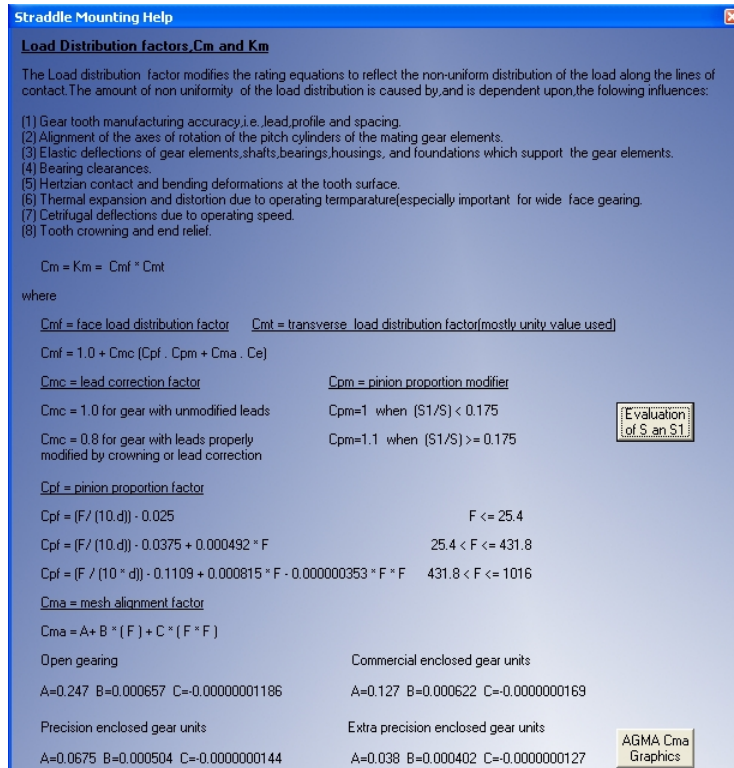 Straddle Mounting Help
Load Distribution factors,Cm and Km
The Load distribution factor modifies the rating equations to reflect the non-uniform distribution of the load along the lines of
contact.The amount of non uniformity of the load distribution is caused by,and is dependent upon,the folowing influences:
(1) Gear tooth manufacturing accuracy,i.e.,lead,profile and spacing.
(2) Alignment of the axes of rotation of the pitch cylinders of the mating gear elements.
(3) Elastic deflections of gear elements,shafts,bearings,housings, and foundations which support the gear elements.
(4) Bearing clearances.
(5) Hertzian contact and bending deformations at the tooth surface.
(6) Thermal expansion and distortion due to operating termparature(especially important for wide face gearing.
(7) Cetrifugal deflections due to operating speed.
(8) Tooth crowning and end relief.
Cm = Km = Cmf * Cmt
where
Cmf = face load distribution factor Cmt = transverse load distribution factor(mostly unity value used)
Cmf = 1.0 + Cmc (Cpf . Cpm + Cma . Ce)
Cmc = lead correction factor Cpm = pinion proportion modifier
Cmc = 1.0 for gear with unmodified leads Cpm=1 when (S1/S) < 0.175
Cmc = 0.8 for gear with leads properly Cpm=1.1 when (S1/S) >= 0.175
modified by crowning or lead correction
Evaluation
of S an S1
Cpf = pinion proportion factor
Cpf = (F/ (10.d)) - 0.025 F <= 25.4
Cpf = (F/ (10.d)) - 0.0375 + 0.000492 * F 25.4 < F <= 431.8
Cpf = (F / (10 * d)) - 0.1109 + 0.000815 * F - 0.000000353 * F * F 431.8 < F <= 1016
Cma = mesh alignment factor
Cma = A+ B * ( F ) + C * ( F * F )
Open gearing Commercial enclosed gear units
A=0.247 B=0.000657 C=-0.00000001186 A=0.127 B=0.000622 C=-0.0000000169
Precision enclosed gear units Extra precision enclosed gear units
A=0.0675 B=0.000504 C=-0.0000000144 A=0.038 B=0.000402 C=-0.0000000127
AGMA Cma
Graphics